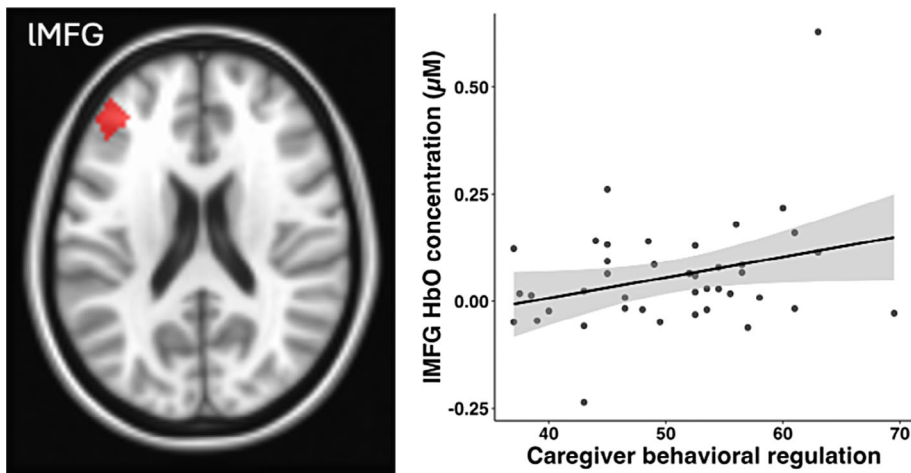 lMFG
lMFG HbO concentration (µM)
0.50
0.25
0.00
-0.25
40 50 60 70
Caregiver behavioral regulation